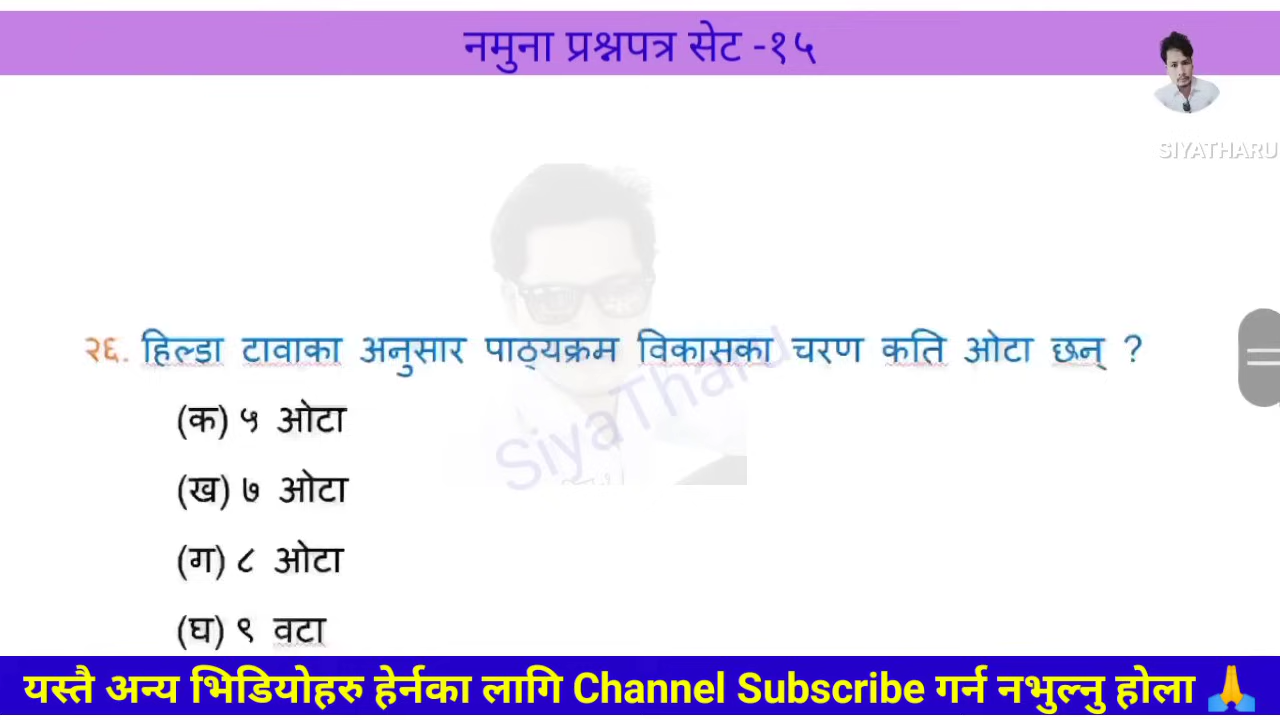 नमुना प्रश्नपत्र सेट -१५
SIYATHARU
२६. हिल्डा टावाका अनुसार पाठ्यक्रम विकासका चरण कति ओटा छन् ?
SiyaTharu
(क) ५ ओटा
(ख) ७ ओटा
(ग) ८ ओटा
(घ) ९ वटा
यस्तै अन्य भिडियोहरु हेर्नका लागि Channel Subscribe गर्न नभुल्नु होला 🙏